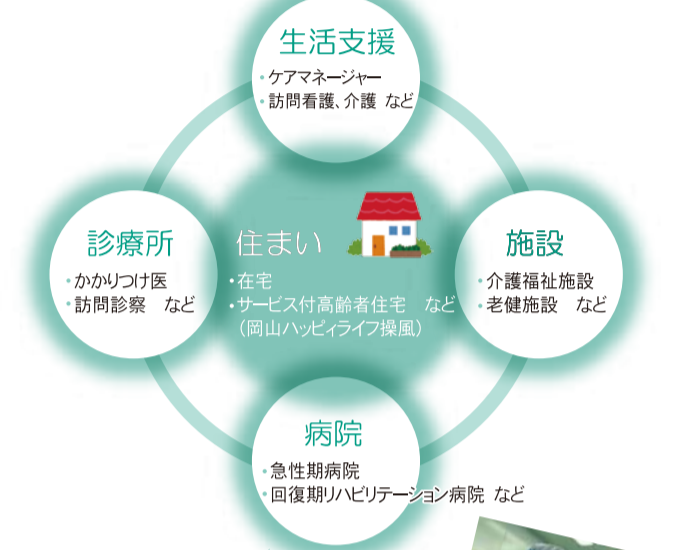 生活支援
・ケアマネージャー
・訪問看護、介護 など
診療所
・かかりつけ医
・訪問診察 など
住まい
・在宅
・サービス付高齢者住宅 など
(岡山ハッピィライフ操風)
施設
・介護福祉施設
・老健施設 など
病院
・急性期病院
・回復期リハビリテーション病院 など